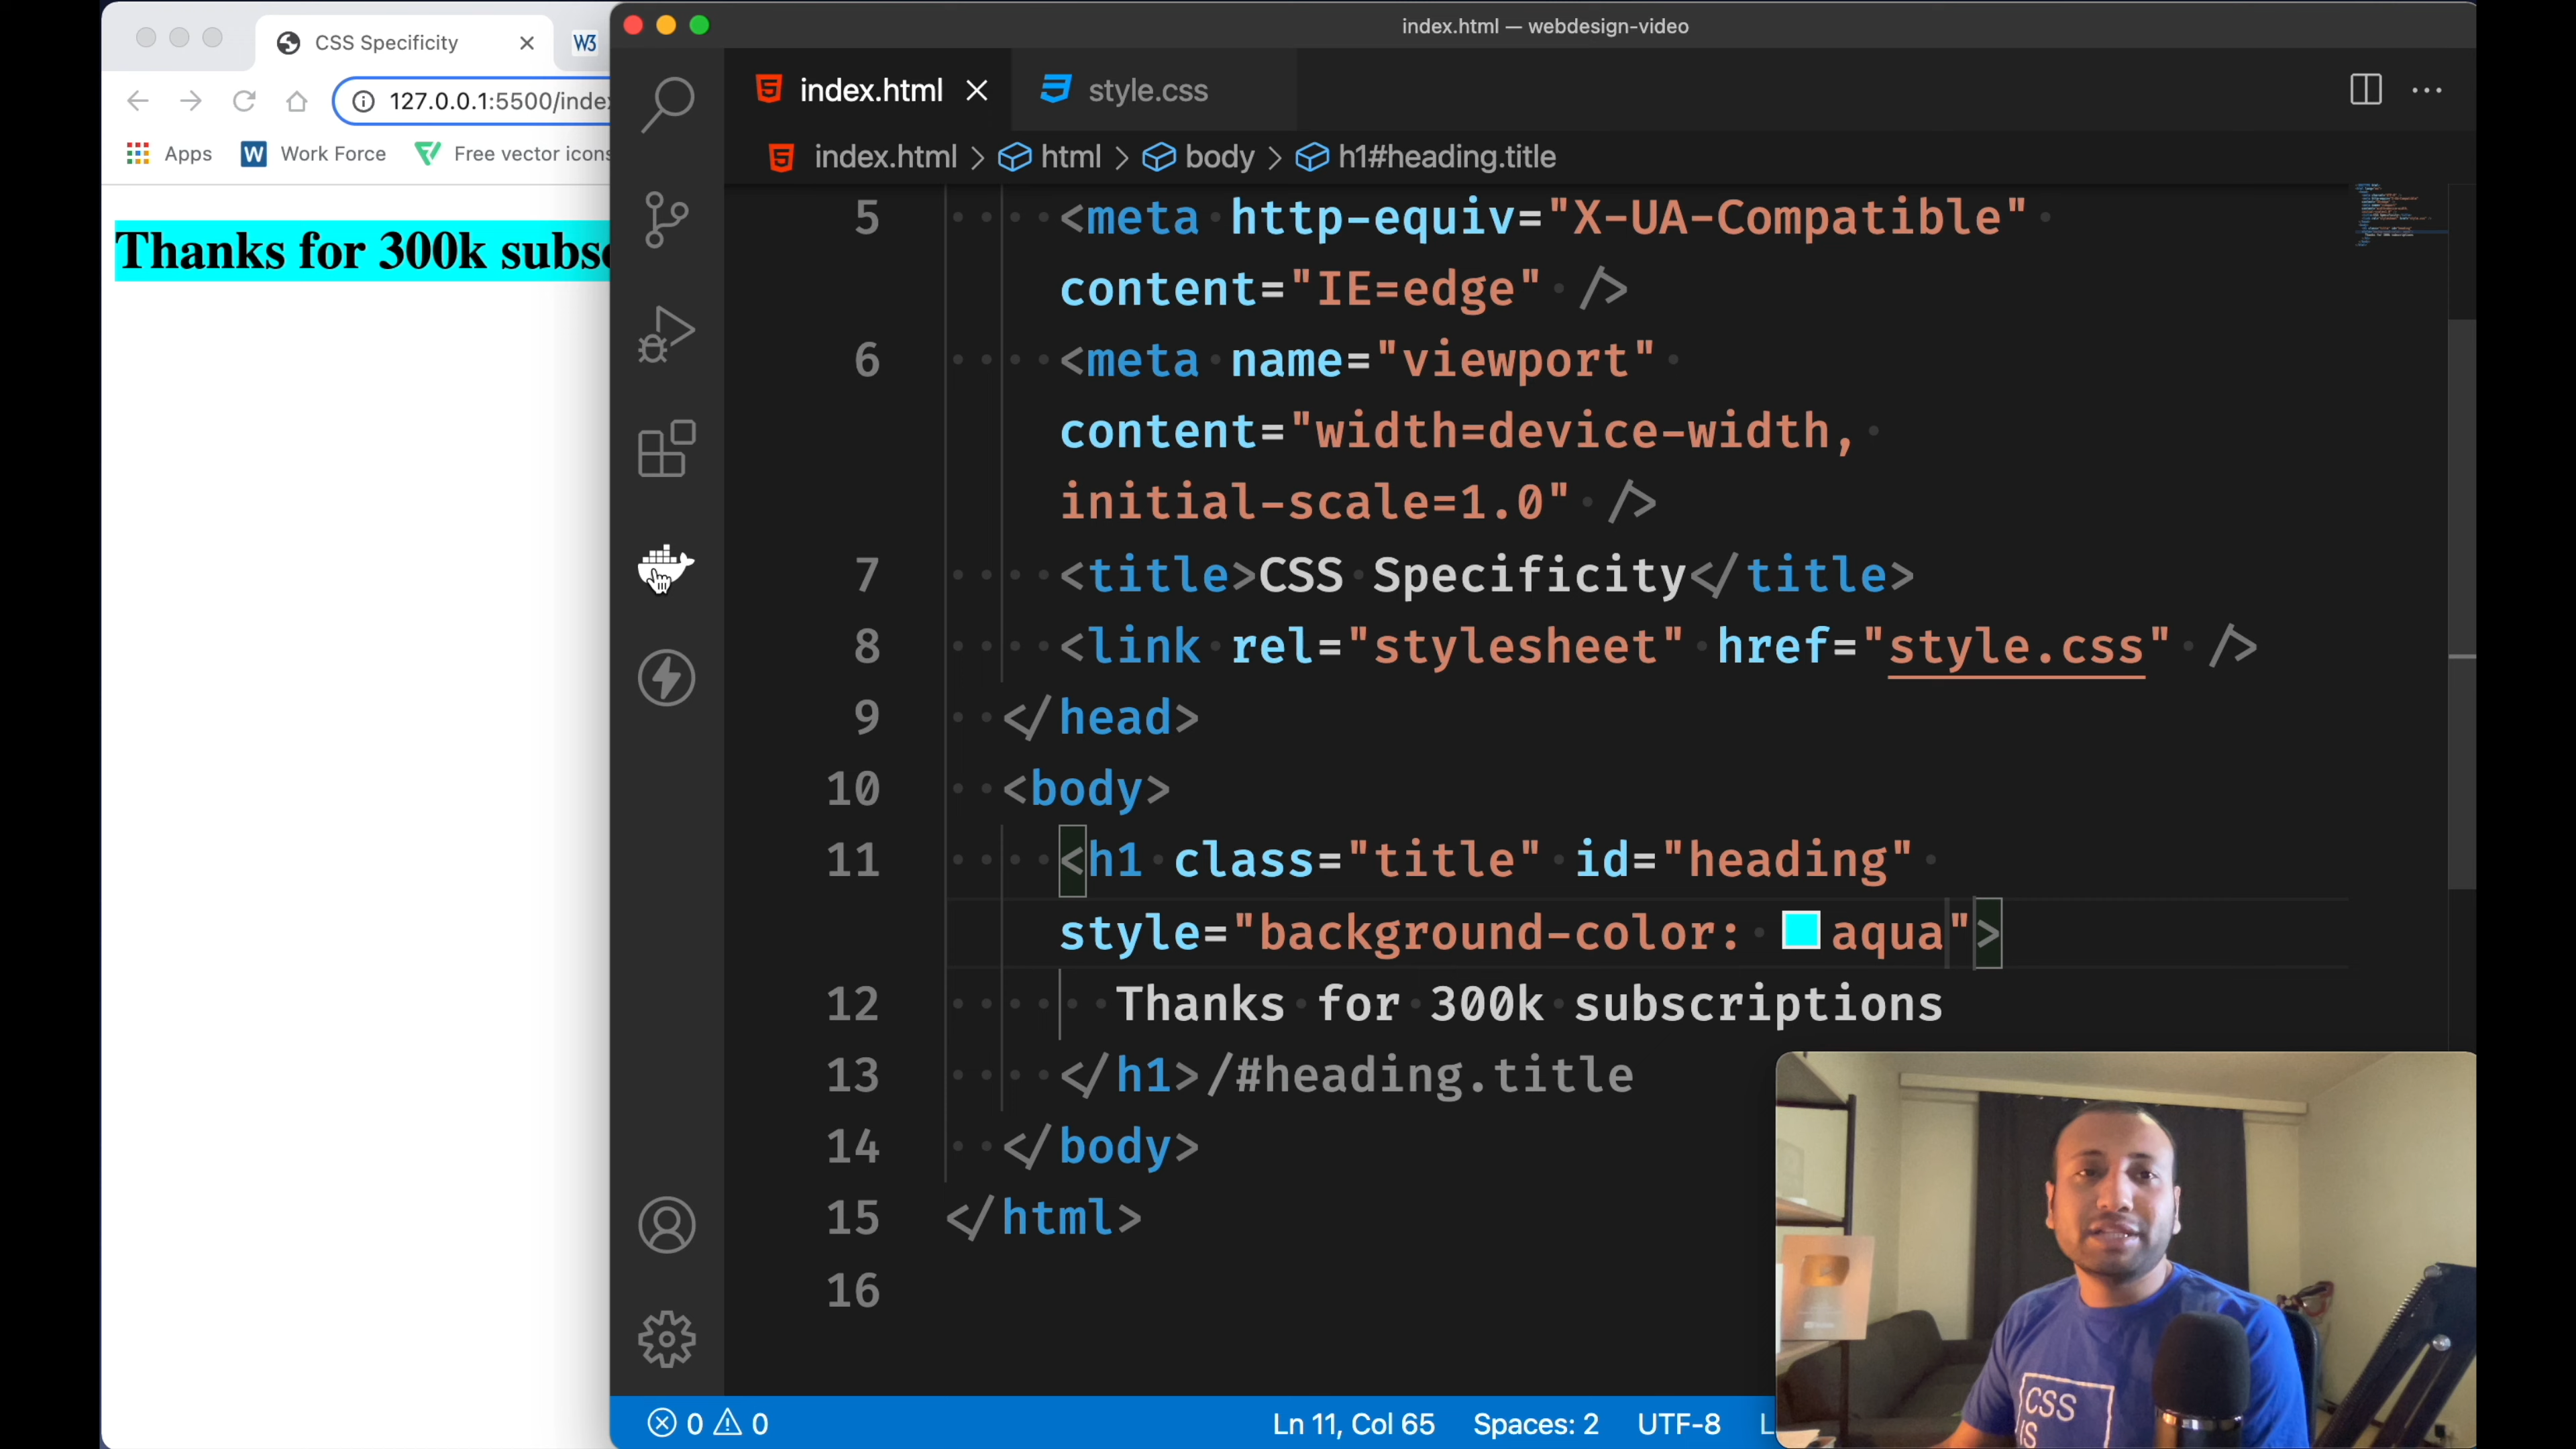 CSS Specificity
W3
127.0.0.1:5500/inde
Apps
W Work Force
Free vector icons
Thanks for 300k subs
index.html — webdesign-video
index.html
style.css
index.html > html > body > h1#heading.title
5 <meta http-equiv="X-UA-Compatible"
content="IE=edge" />
6 <meta name="viewport"
content="width=device-width,
initial-scale=1.0" />
7 <title>CSS Specificity</title>
8 <link rel="stylesheet" href="style.css" />
9 </head>
10 <body>
11 <h1 class="title" id="heading"
style="background-color: aqua">
12 Thanks for 300k subscriptions
13 </h1>/#heading.title
14 </body>
15 </html>
16
0 0
Ln 11, Col 65 Spaces: 2 UTF-8 L
CSS
IS